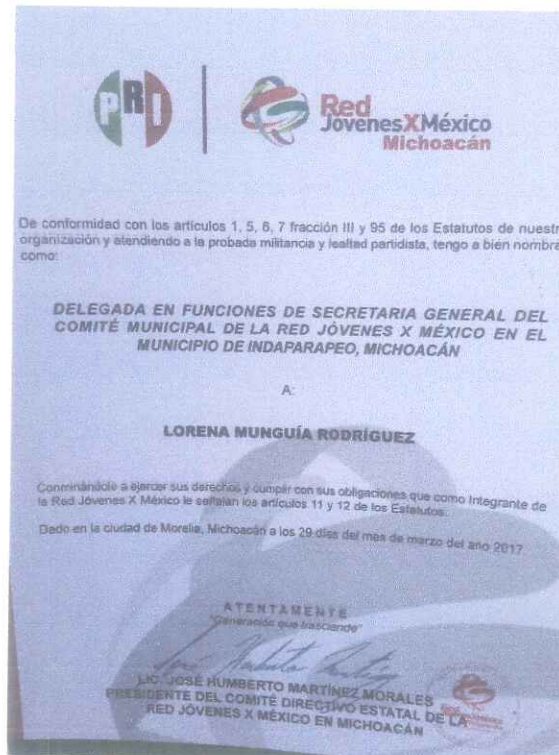 PRI
Red
JóvenesXMéxico
Michoacán
De conformidad con los artículos 1, 5, 6, 7 fracción III y 95 de los Estatutos de nuestr
organización y atendiendo a la probada militancia y lealtad partidista, tengo a bien nombra
como:
DELEGADA EN FUNCIONES DE SECRETARIA GENERAL DEL
COMITÉ MUNICIPAL DE LA RED JÓVENES X MÉXICO EN EL
MUNICIPIO DE INDAPARAPEO, MICHOACÁN
A:
LORENA MUNGUÍA RODRÍGUEZ
Conminándole a ejercer sus derechos y cumplir con sus obligaciones que como Integrante de
la Red Jóvenes X México le señalan los artículos 11 y 12 de los Estatutos.
Dado en la ciudad de Morelia, Michoacán a los 29 días del mes de marzo del año 2017
ATENTAMENTE
"Generación que trasciende"
LIC. JOSÉ HUMBERTO MARTÍNEZ MORALES
PRESIDENTE DEL COMITÉ DIRECTIVO ESTATAL DE LA
RED JÓVENES X MÉXICO EN MICHOACÁN